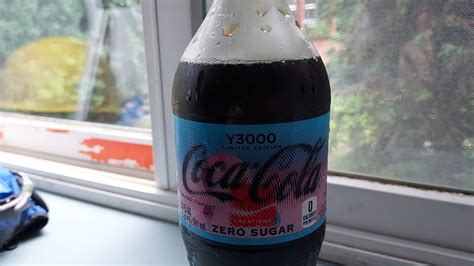 Y3000
LIMITED EDITION
Coca-Cola
CREATIONS
ZERO SUGAR
0
CALORIES